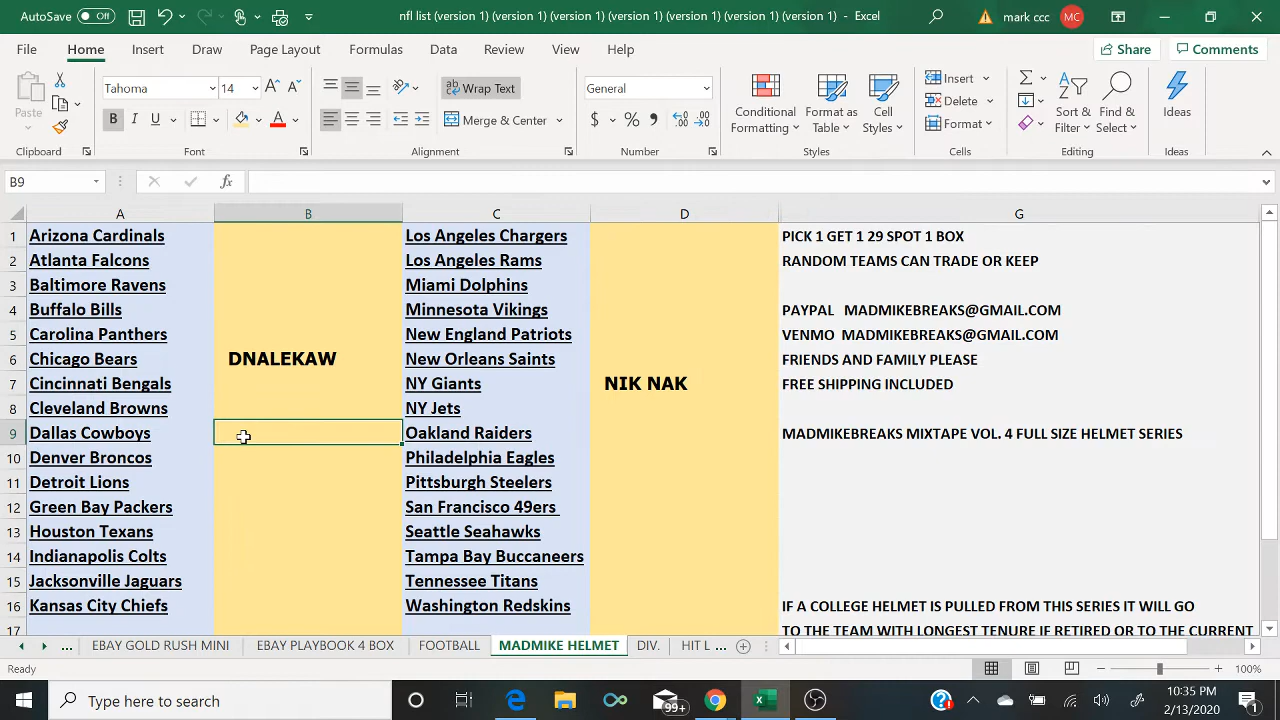 AutoSave Off nfl list (version 1) (version 1) (version 1) (version 1) (version 1) (version 1) (version 1) - Excel mark ccc MC
File Home Insert Draw Page Layout Formulas Data Review View Help Share Comments
Paste Tahoma 14 Wrap Text General Conditional Formatting Format as Table Cell Styles Insert Sort & Filter Find & Select Ideas
B I U A Merge & Center $ % Delete
Format
Clipboard Font Alignment Number Styles Cells Editing Ideas
B9 fx
A B C D G
1 Arizona Cardinals Los Angeles Chargers PICK 1 GET 1 29 SPOT 1 BOX
2 Atlanta Falcons Los Angeles Rams RANDOM TEAMS CAN TRADE OR KEEP
3 Baltimore Ravens Miami Dolphins
4 Buffalo Bills Minnesota Vikings PAYPAL MADMIKEBREAKS@GMAIL.COM
5 Carolina Panthers New England Patriots VENMO MADMIKEBREAKS@GMAIL.COM
6 Chicago Bears DNALEKAW New Orleans Saints FRIENDS AND FAMILY PLEASE
7 Cincinnati Bengals NY Giants NIK NAK FREE SHIPPING INCLUDED
8 Cleveland Browns NY Jets
9 Dallas Cowboys Oakland Raiders MADMIKEBREAKS MIXTAPE VOL. 4 FULL SIZE HELMET SERIES
10 Denver Broncos Philadelphia Eagles
11 Detroit Lions Pittsburgh Steelers
12 Green Bay Packers San Francisco 49ers
13 Houston Texans Seattle Seahawks
14 Indianapolis Colts Tampa Bay Buccaneers
15 Jacksonville Jaguars Tennessee Titans
16 Kansas City Chiefs Washington Redskins IF A COLLEGE HELMET IS PULLED FROM THIS SERIES IT WILL GO
17 TO THE TEAM WITH LONGEST TENURE IF RETIRED OR TO THE CURRENT
... EBAY GOLD RUSH MINI EBAY PLAYBOOK 4 BOX FOOTBALL MADMIKE HELMET DIV. HIT L ...
Ready 100%
Type here to search 99+ 10:35 PM
2/13/2020 1